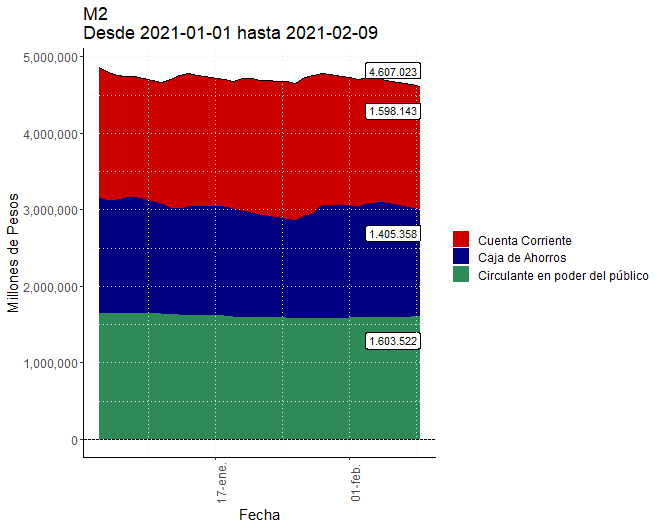 M2
Desde 2021-01-01 hasta 2021-02-09
5,000,000
4,000,000
3,000,000
2,000,000
1,000,000
0
Millones de Pesos
4.607.023
1.598.143
1.405.358
1.603.522
17-ene.
01-feb.
Fecha
Cuenta Corriente
Caja de Ahorros
Circulante en poder del público